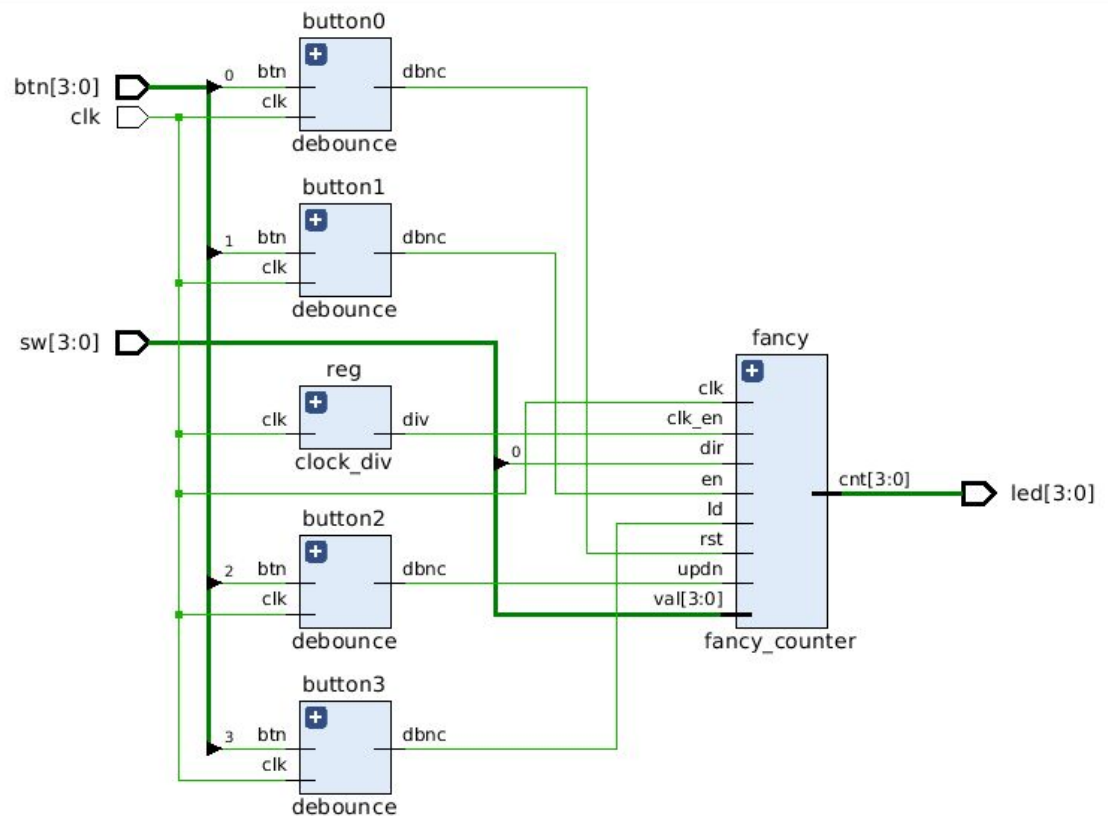 button0
btn[3:0]
0
btn
dbnc
clk
clk
debounce
button1
1
btn
dbnc
clk
debounce
sw[3:0]
reg
clk
div
clock_div
button2
2
btn
dbnc
clk
debounce
button3
3
btn
dbnc
clk
debounce
fancy
clk
clk_en
0
dir
en
ld
rst
updn
val[3:0]
cnt[3:0]
fancy_counter
led[3:0]